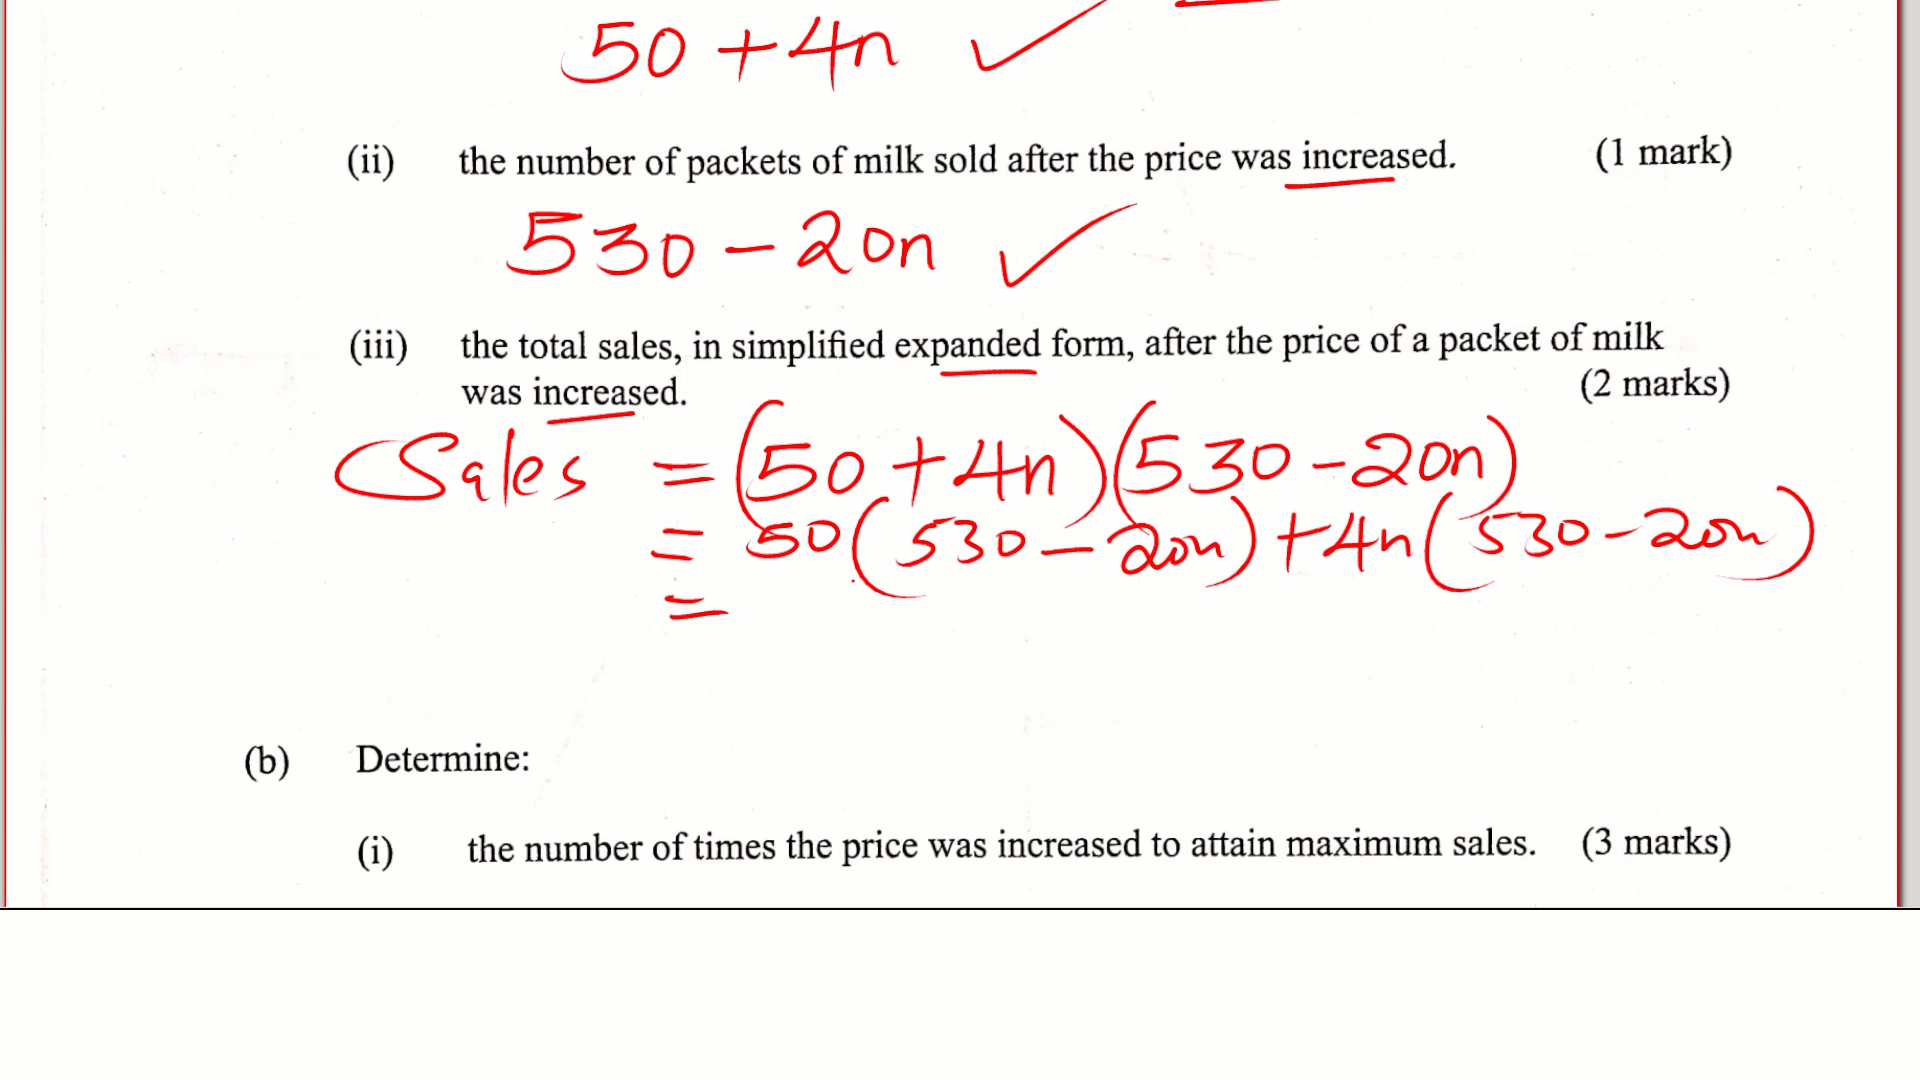 50 + 4n
(ii) the number of packets of milk sold after the price was increased. (1 mark)
530 - 20n
(iii) the total sales, in simplified expanded form, after the price of a packet of milk
was increased. (2 marks)
Sales = (50 + 4n)(530 - 20n)
= 50(530 - 20n) + 4n(530 - 20n)
=
(b) Determine:
(i) the number of times the price was increased to attain maximum sales. (3 marks)